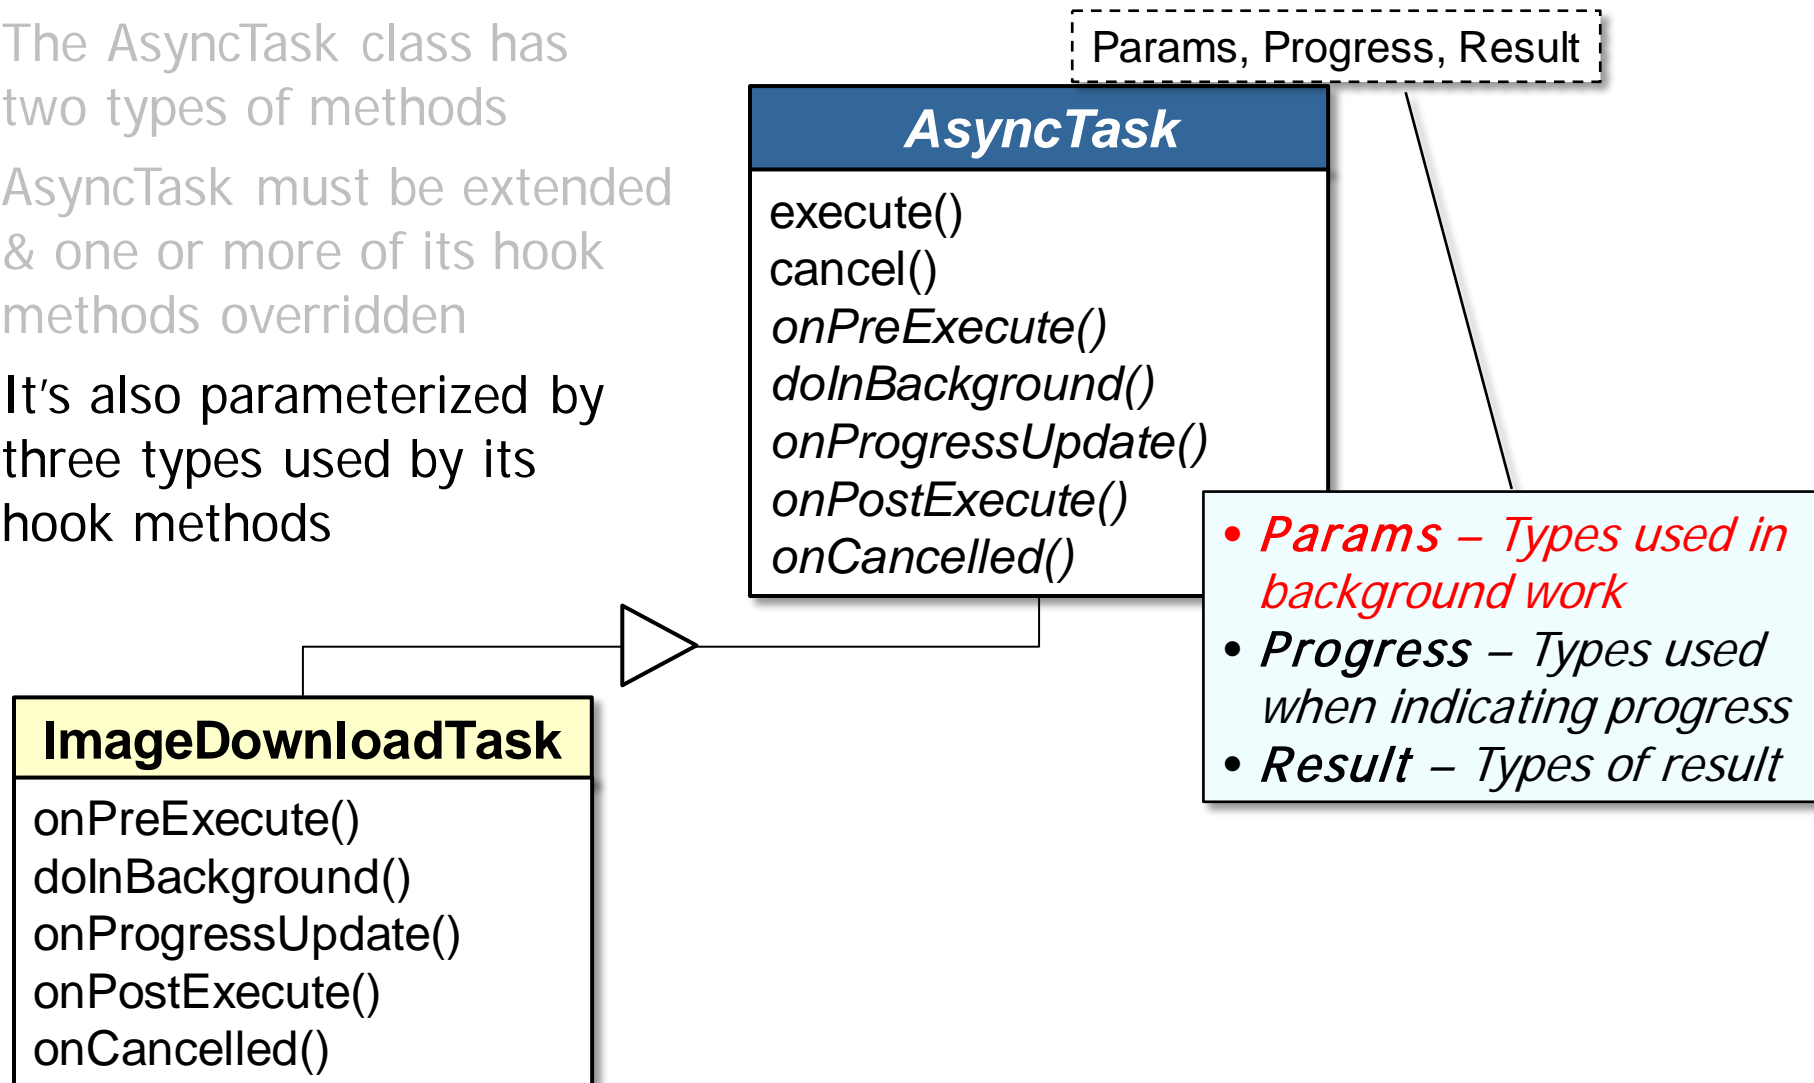 The AsyncTask class has
two types of methods
AsyncTask must be extended
& one or more of its hook
methods overridden
It's also parameterized by
three types used by its
hook methods
Params, Progress, Result
AsyncTask
execute()
cancel()
onPreExecute()
doInBackground()
onProgressUpdate()
onPostExecute()
onCancelled()
• Params – Types used in
background work
• Progress – Types used
when indicating progress
• Result – Types of result
ImageDownloadTask
onPreExecute()
doInBackground()
onProgressUpdate()
onPostExecute()
onCancelled()